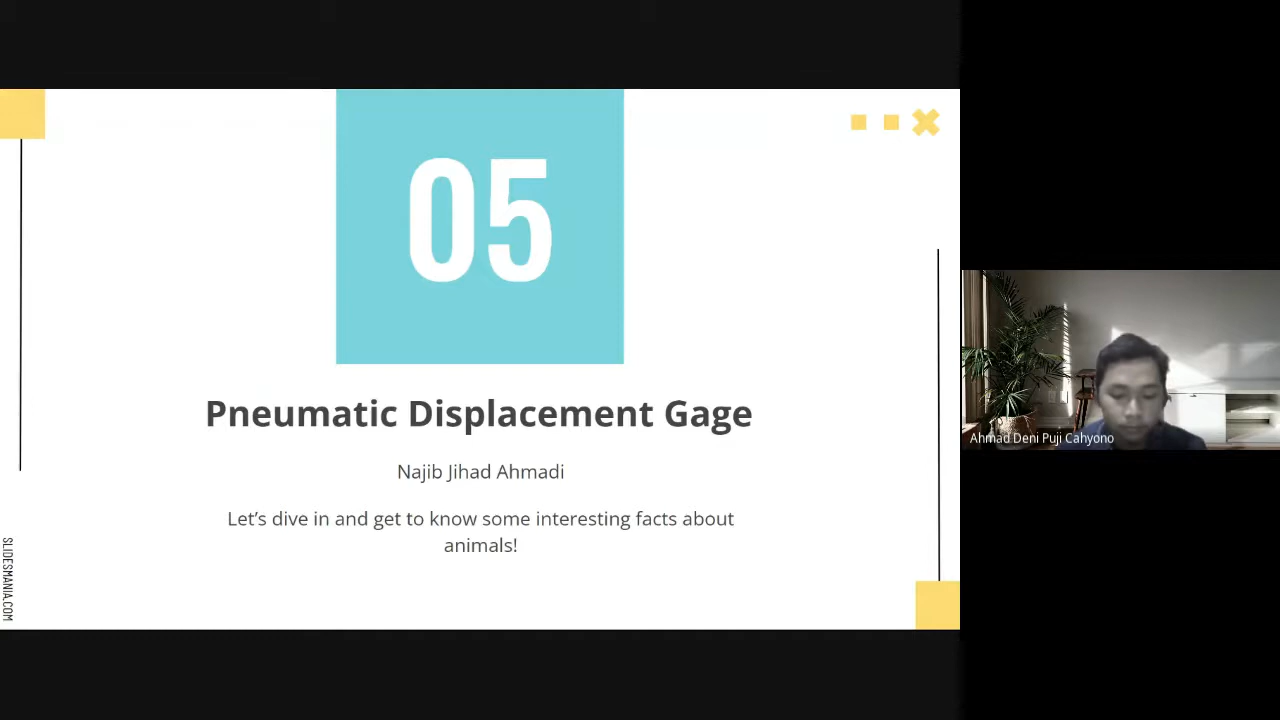 05
Pneumatic Displacement Gage
Najib Jihad Ahmadi
Let’s dive in and get to know some interesting facts about
animals!
SLIDESMANIA.COM
Ahmad Deni Puji Cahyono